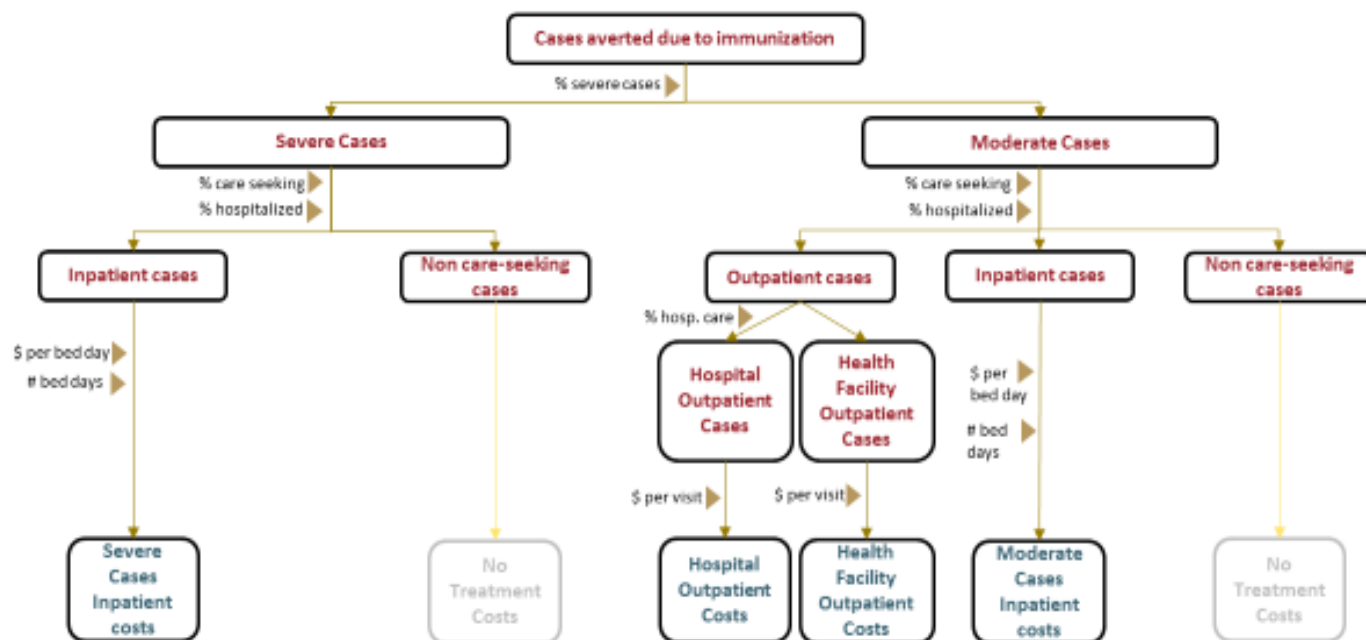 Cases averted due to immunization
% severe cases
Severe Cases
Moderate Cases
% care seeking
% hospitalized
% care seeking
% hospitalized
Inpatient cases
Non care-seeking
cases
Outpatient cases
Inpatient cases
Non care-seeking
cases
% hosp. care
$ per bed day
# bed days
Hospital
Outpatient
Cases
Health
Facility
Outpatient
Cases
$ per
bed day
# bed
days
$ per visit
$ per visit
Severe
Cases
Inpatient
costs
No
Treatment
Costs
Hospital
Outpatient
Costs
Health
Facility
Outpatient
Costs
Moderate
Cases
Inpatient
costs
No
Treatment
Costs